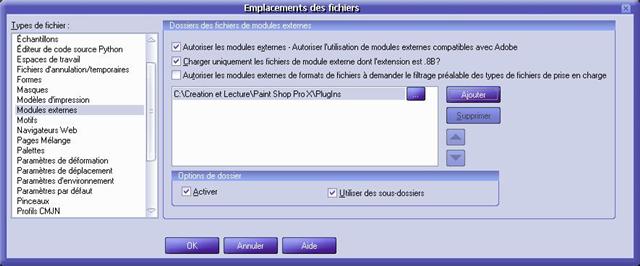 Emplacements des fichiers
Types de fichier :
Échantillons
Éditeur de code source Python
Espaces de travail
Fichiers d'annulation/temporaires
Formes
Masques
Modèles d'impression
Modules externes
Motifs
Navigateurs Web
Pages Mélange
Palettes
Paramètres de déformation
Paramètres de déplacement
Paramètres d'environnement
Paramètres par défaut
Pinceaux
Profils CMJN
Dossiers des fichiers de modules externes
Autoriser les modules externes - Autoriser l'utilisation de modules externes compatibles avec Adobe
Charger uniquement les fichiers de module externe dont l'extension est .8B?
Autoriser les modules externes de formats de fichiers à demander le filtrage préalable des types de fichiers de prise en charge
C:\Creation et Lecture\Paint Shop Pro X\PlugIns
...
Ajouter
Supprimer
Options de dossier
Activer
Utiliser des sous-dossiers
OK
Annuler
Aide